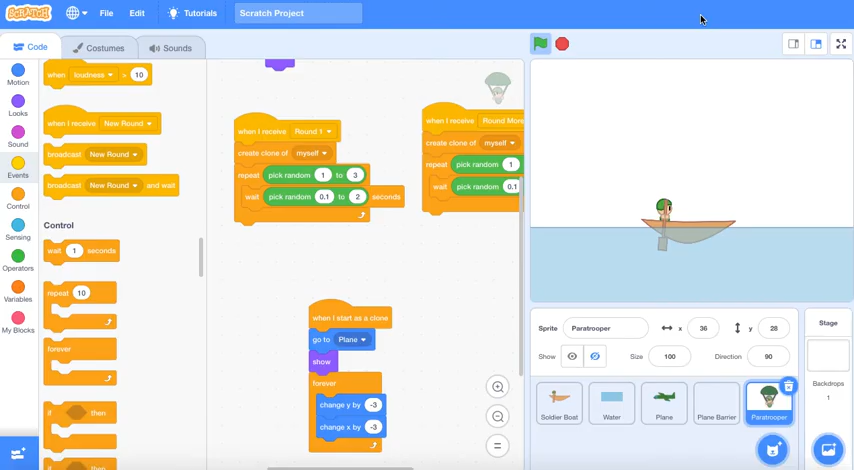 SCRATCH File Edit Tutorials Scratch Project
Code Costumes Sounds
Motion
Looks
Sound
Events
Control
Sensing
Operators
Variables
My Blocks
when loudness > 10
when I receive New Round
broadcast New Round
broadcast New Round and wait
Control
wait 1 seconds
repeat 10
forever
if then
if then
when I receive Round 1
create clone of myself
repeat pick random 1 to 3
wait pick random 0.1 to 2 seconds
when I receive Round More
create clone of myself
repeat pick random 1
wait pick random 0.1
when I start as a clone
go to Plane
show
forever
change y by -3
change x by -3
Sprite Paratrooper x 36 y 28
Show Size 100 Direction 90
Soldier Boat Water Plane Plane Barrier Paratrooper
Stage
Backdrops
1